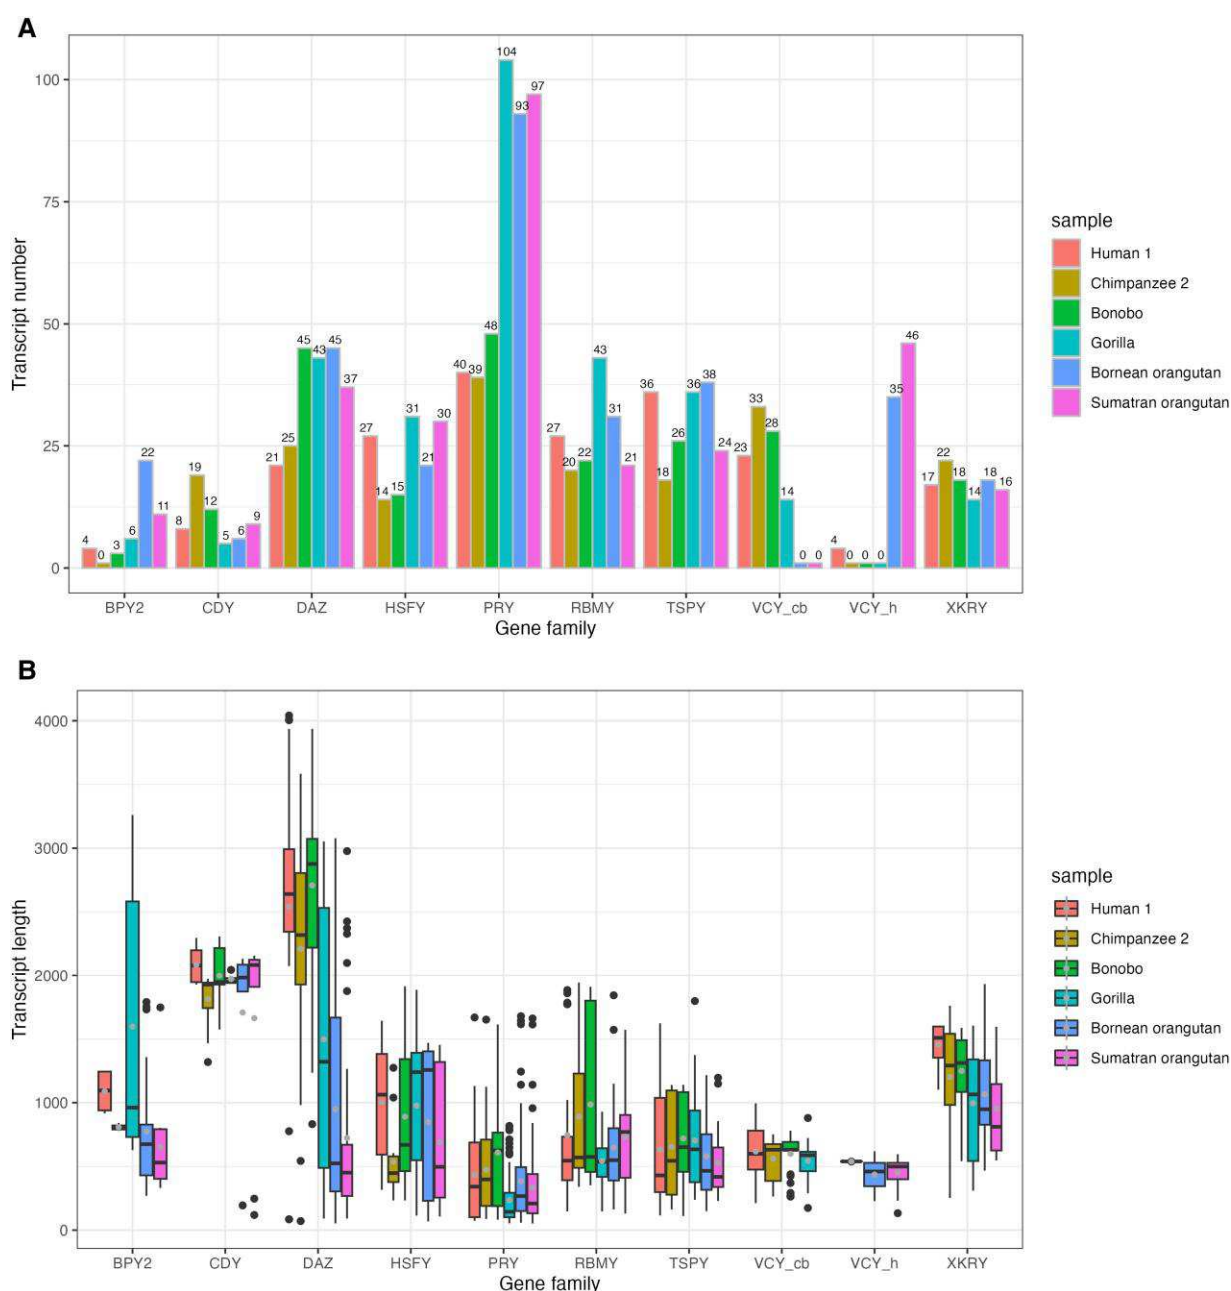 A
Transcript number
100
75
50
25
0
4 0 3 6 22 11
8 19 12 5 6 9
21 25 45 43 45 37
27 14 15 31 21 30
40 39 48 104 93 97
27 20 22 43 31 21
36 18 26 36 38 24
23 33 28 14 0 0
4 0 0 0 35 46
17 22 18 14 18 16
BPY2 CDY DAZ HSFY PRY RBMY TSPY VCY_cb VCY_h XKRY
Gene family
sample
Human 1
Chimpanzee 2
Bonobo
Gorilla
Bornean orangutan
Sumatran orangutan
B
Transcript length
4000
3000
2000
1000
0
BPY2 CDY DAZ HSFY PRY RBMY TSPY VCY_cb VCY_h XKRY
Gene family
sample
Human 1
Chimpanzee 2
Bonobo
Gorilla
Bornean orangutan
Sumatran orangutan